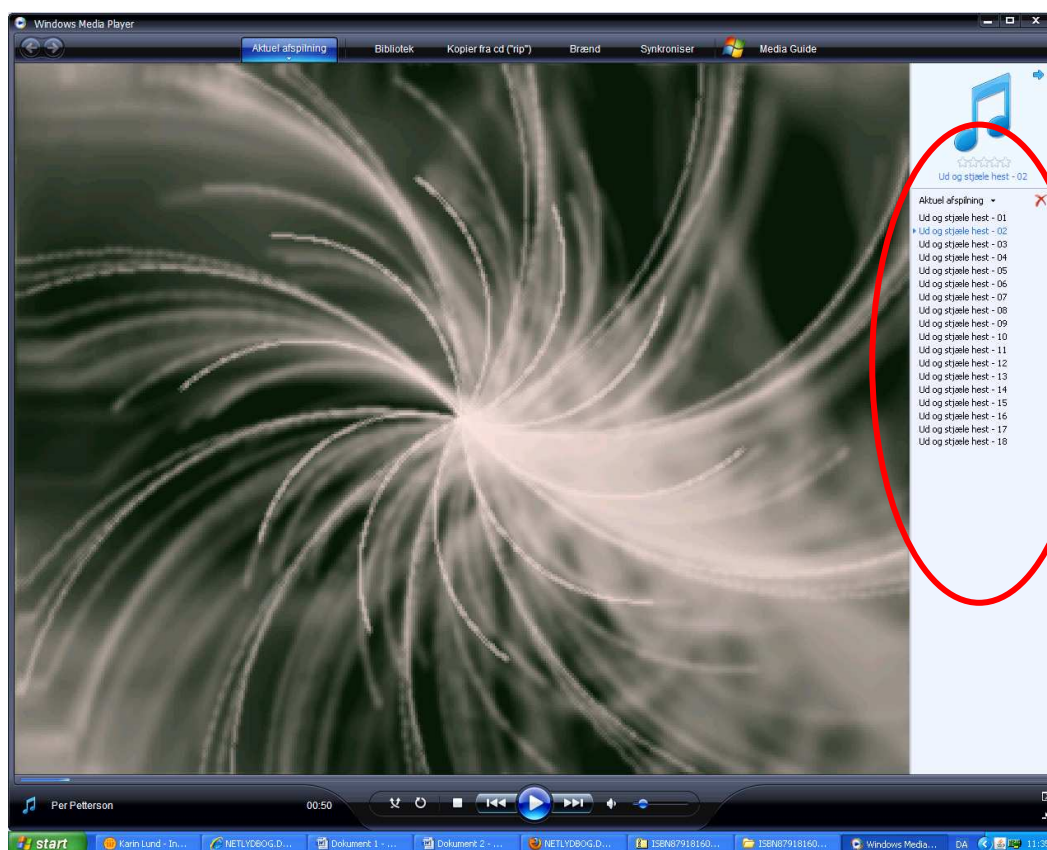 Windows Media Player
Aktuel afspilning Bibliotek Kopier fra cd ("rip") Brænd Synkroniser Media Guide
Ud og stjæle hest - 02
Aktuel afspilning
Ud og stjæle hest - 01
Ud og stjæle hest - 02
Ud og stjæle hest - 03
Ud og stjæle hest - 04
Ud og stjæle hest - 05
Ud og stjæle hest - 06
Ud og stjæle hest - 07
Ud og stjæle hest - 08
Ud og stjæle hest - 09
Ud og stjæle hest - 10
Ud og stjæle hest - 11
Ud og stjæle hest - 12
Ud og stjæle hest - 13
Ud og stjæle hest - 14
Ud og stjæle hest - 15
Ud og stjæle hest - 16
Ud og stjæle hest - 17
Ud og stjæle hest - 18
Per Petterson 00:50
start Karin Lund - In... NETLYDBOG.D... Dokument 1 - ... Dokument 2 - ... NETLYDBOG.D... ISBN87918160... ISBN87918160... Windows Media... DA 11:35